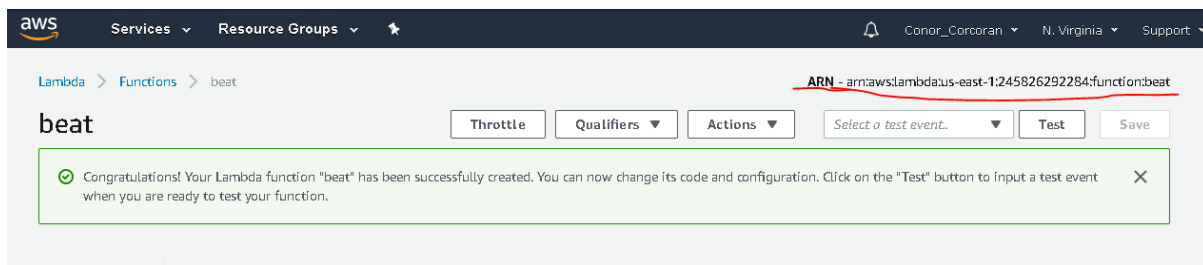 aws Services Resource Groups Conor_Corcoran N. Virginia Support
Lambda > Functions > beat ARN - arn:aws:lambda:us-east-1:245826292284:function:beat
beat Throttle Qualifiers Actions Select a test event.. Test Save
Congratulations! Your Lambda function "beat" has been successfully created. You can now change its code and configuration. Click on the "Test" button to input a test event
when you are ready to test your function.